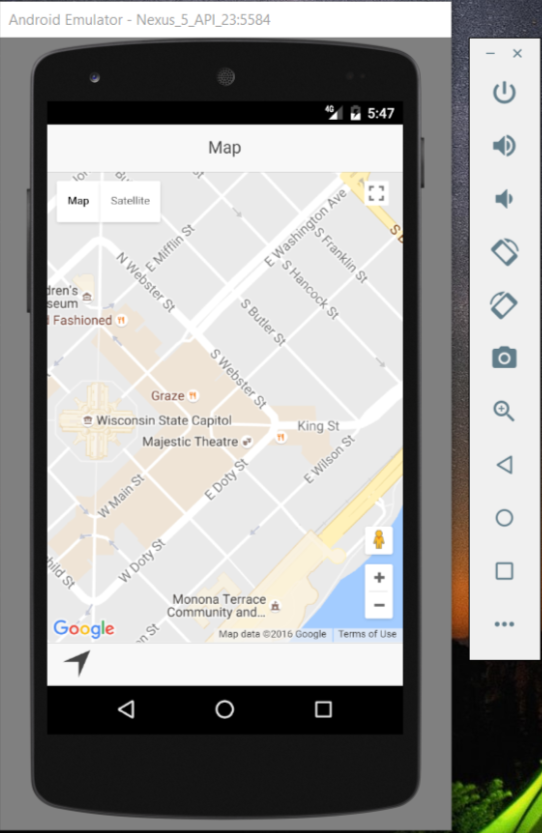 Android Emulator - Nexus_5_API_23:5584
4G
5:47
Map
Map
Satellite
E Mifflin St
E Washington Ave
N Webster St
S Franklin St
S Hancock St
S Butler St
dren's
seum
d Fashioned
S Webster St
Graze
Wisconsin State Capitol
King St
Majestic Theatre
E Wilson St
E Doty St
W Main St
W Doty St
hild St
Monona Terrace
Community and...
Google
n St
Map data ©2016 Google
Terms of Use